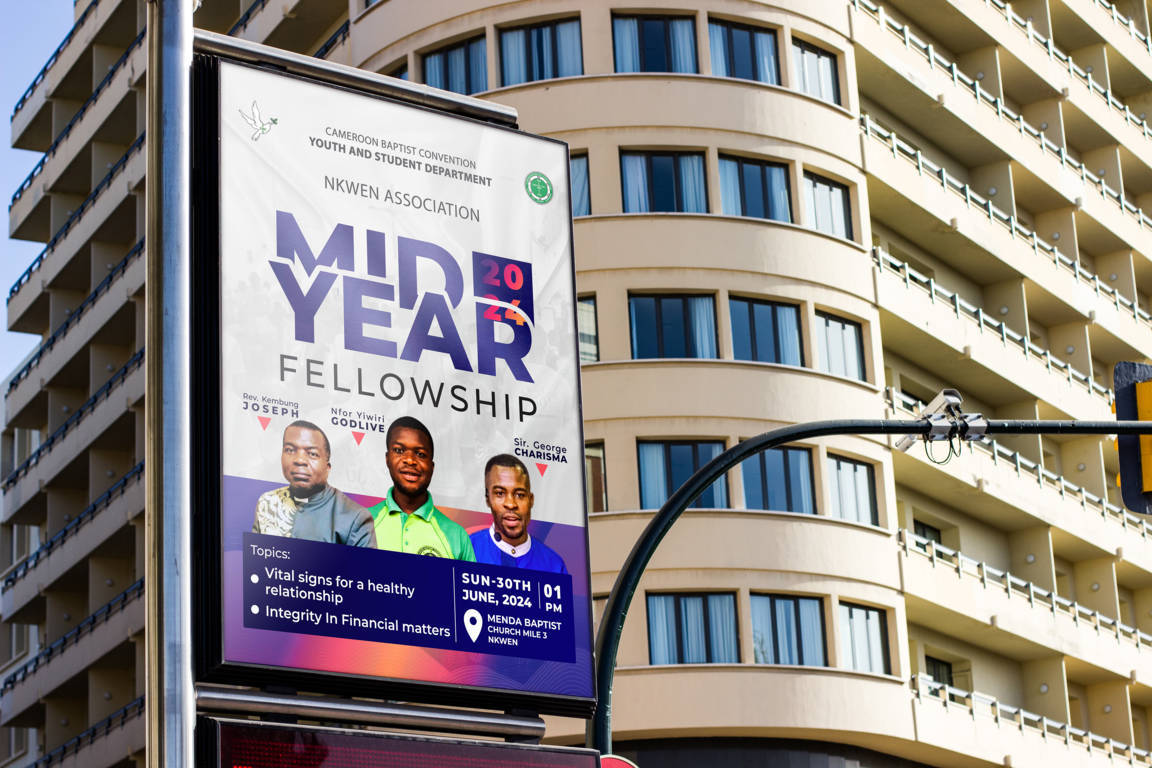 CAMEROON BAPTIST CONVENTION
YOUTH AND STUDENT DEPARTMENT
NKWEN ASSOCIATION
MID
YEAR
20
24
FELLOWSHIP
Rev. Kembung
JOSEPH
Nfor Yiwiri
GODLIVE
Sir. George
CHARISMA
Topics:
Vital signs for a healthy
relationship
Integrity In Financial matters
SUN-30TH
JUNE, 2024
01
PM
MENDA BAPTIST
CHURCH MILE 3
NKWEN